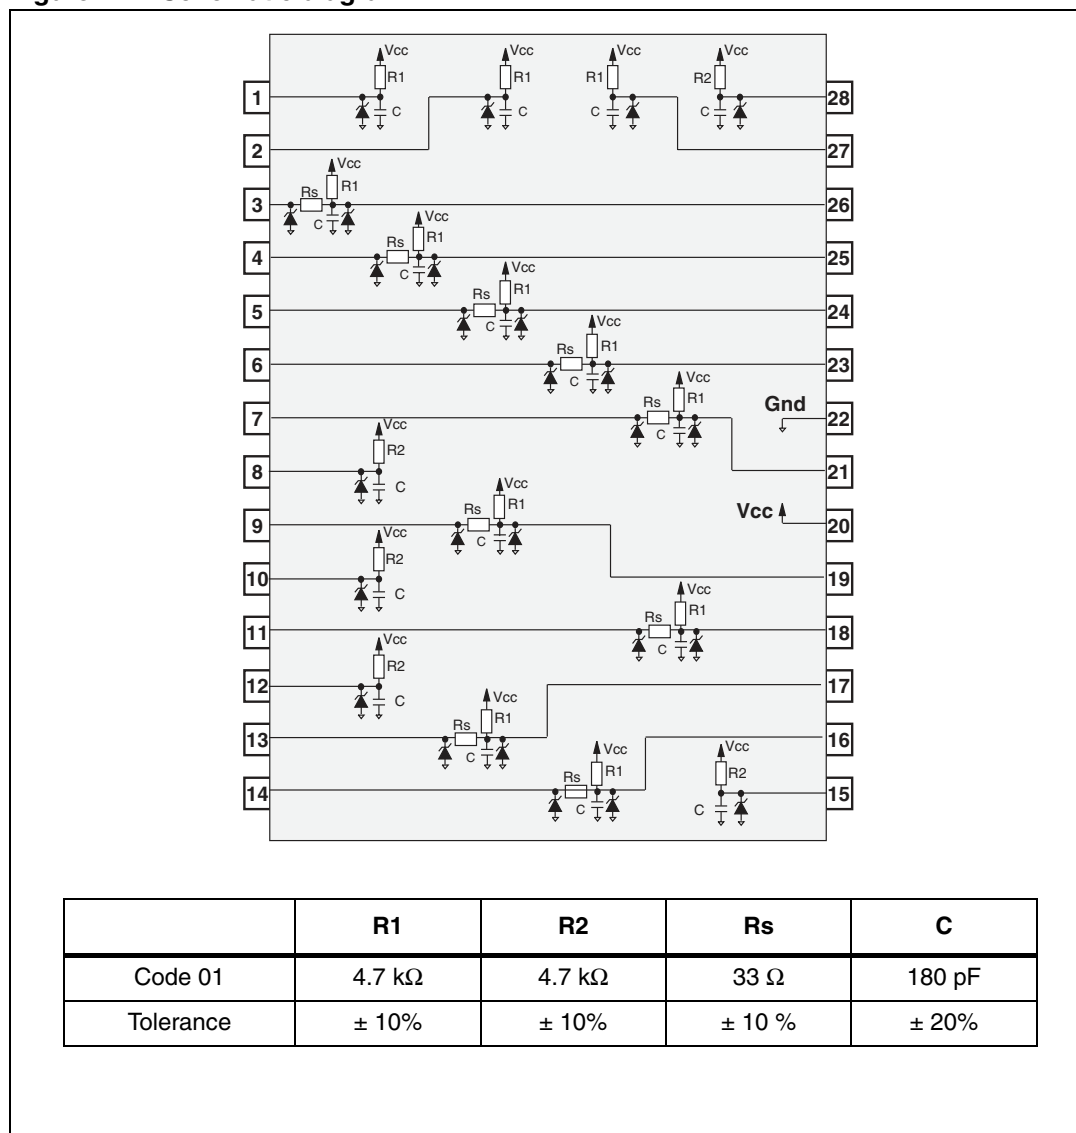 Vcc Vcc Vcc Vcc
R1 R1 R1 R2
1 C C C C 28
2 27
Vcc
Rs R1
3 C 26
Vcc
Rs R1
4 C 25
Vcc
Rs R1
5 C 24
Vcc
Rs R1
6 C 23
Vcc
Rs R1 Gnd
7 C 22
Vcc
R2
8 C 21
Vcc
Rs R1 Vcc
9 C 20
Vcc
R2
10 C 19
Vcc
Rs R1
11 C 18
Vcc
R2
12 C 17
Vcc
Rs R1
13 C 16
Vcc Vcc
Rs R1 R2
14 C C 15
R1 R2 Rs C
Code 01 4.7 kΩ 4.7 kΩ 33 Ω 180 pF
Tolerance ± 10% ± 10% ± 10 % ± 20%